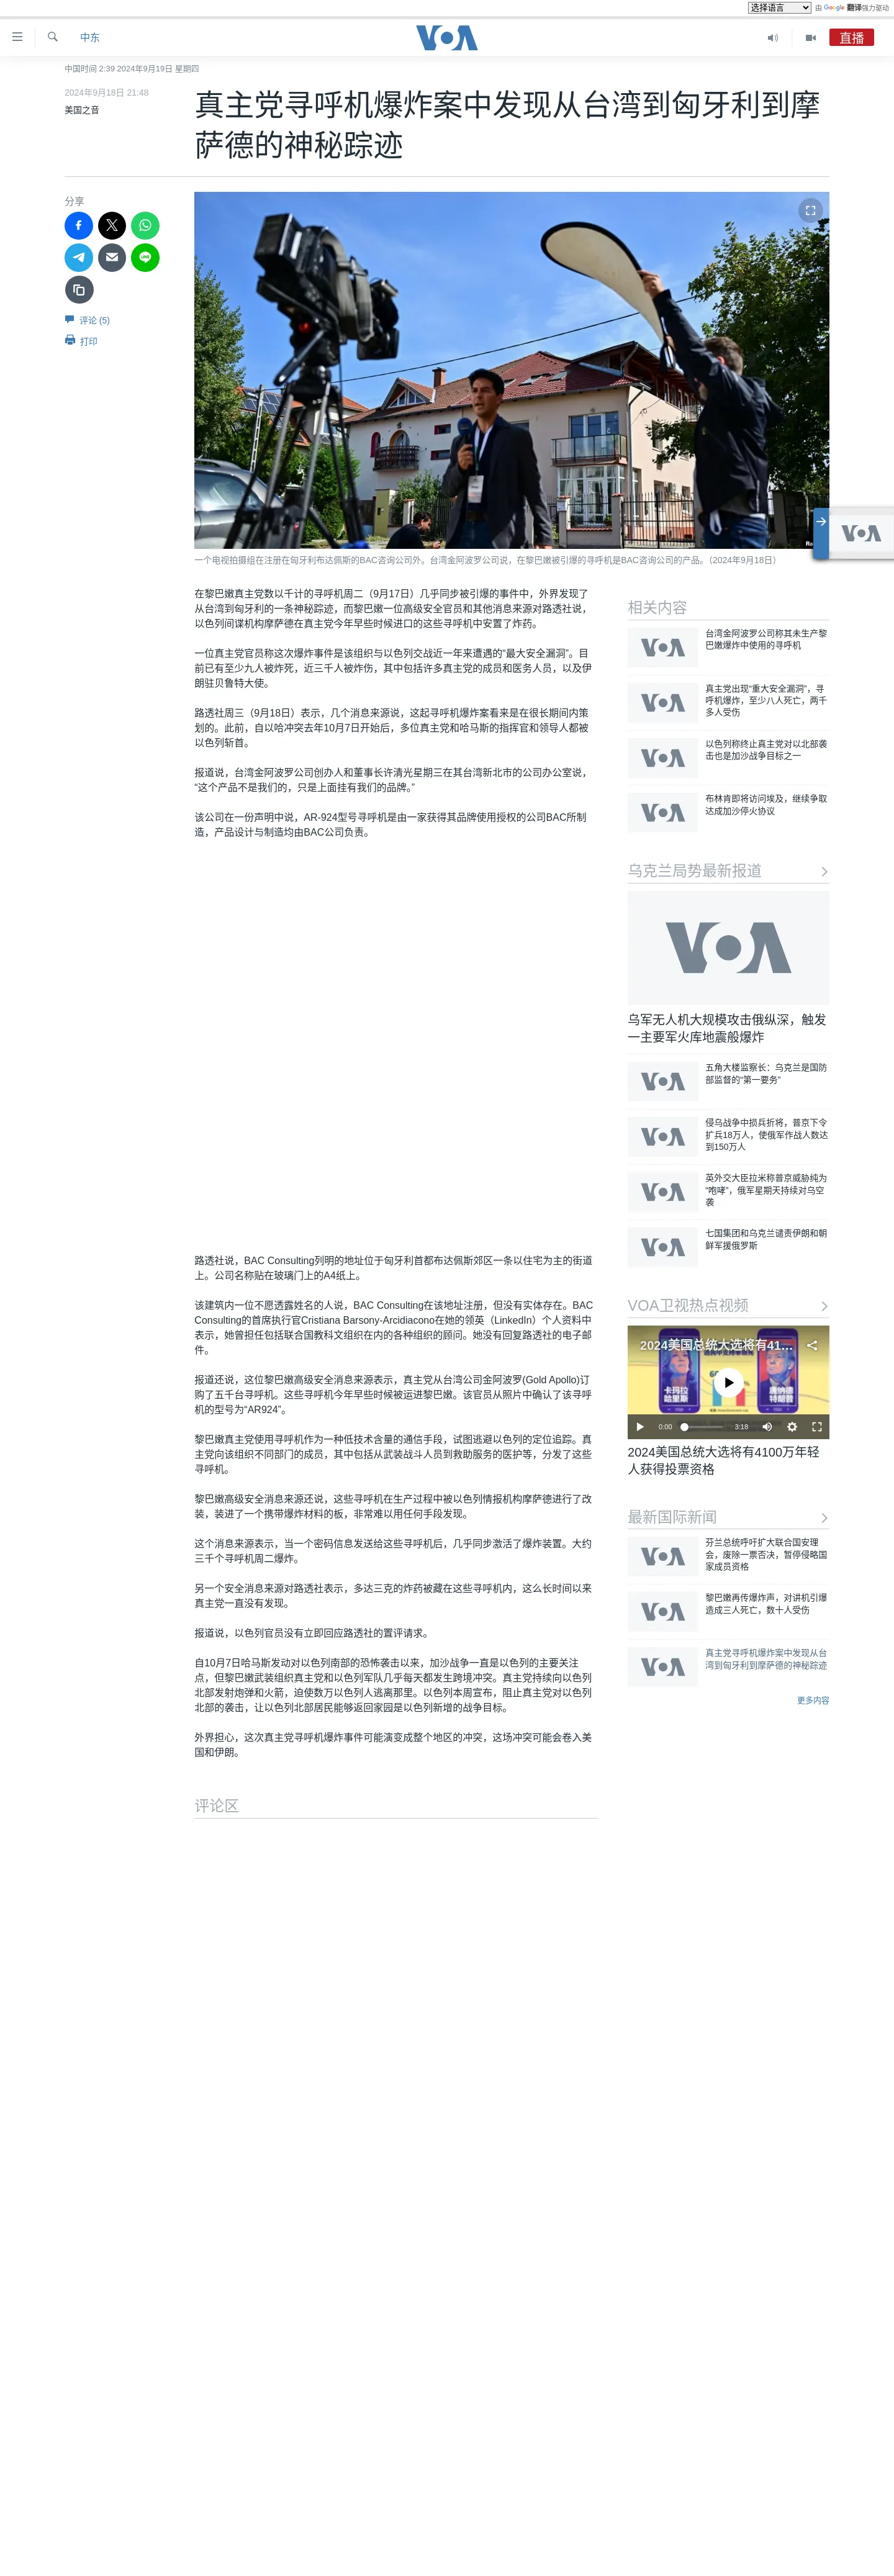 选择语言 由 Google 翻译强力驱动
中东
VOA
直播
中国时间 2:39 2024年9月19日 星期四
2024年9月18日 21:48
美国之音
真主党寻呼机爆炸案中发现从台湾到匈牙利到摩
萨德的神秘踪迹
分享
评论 (5)
打印
VOA
一个电视拍摄组在注册在匈牙利布达佩斯的BAC咨询公司外。台湾金阿波罗公司说，在黎巴嫩被引爆的寻呼机是BAC咨询公司的产品。（2024年9月18日）
在黎巴嫩真主党数以千计的寻呼机周二（9月17日）几乎同步被引爆的事件中，外界发现了
从台湾到匈牙利的一条神秘踪迹，而黎巴嫩一位高级安全官员和其他消息来源对路透社说，
以色列间谍机构摩萨德在真主党今年早些时候进口的这些寻呼机中安置了炸药。
一位真主党官员称这次爆炸事件是该组织与以色列交战近一年来遭遇的“最大安全漏洞”。目
前已有至少九人被炸死，近三千人被炸伤，其中包括许多真主党的成员和医务人员，以及伊
朗驻贝鲁特大使。
路透社周三（9月18日）表示，几个消息来源说，这起寻呼机爆炸案看来是在很长期间内策
划的。此前，自以哈冲突去年10月7日开始后，多位真主党和哈马斯的指挥官和领导人都被
以色列斩首。
报道说，台湾金阿波罗公司创办人和董事长许清光星期三在其台湾新北市的公司办公室说，
“这个产品不是我们的，只是上面挂有我们的品牌。”
该公司在一份声明中说，AR-924型号寻呼机是由一家获得其品牌使用授权的公司BAC所制
造，产品设计与制造均由BAC公司负责。
路透社说，BAC Consulting列明的地址位于匈牙利首都布达佩斯郊区一条以住宅为主的街道
上。公司名称贴在玻璃门上的A4纸上。
该建筑内一位不愿透露姓名的人说，BAC Consulting在该地址注册，但没有实体存在。BAC
Consulting的首席执行官Cristiana Barsony-Arcidiacono在她的领英（LinkedIn）个人资料中
表示，她曾担任包括联合国教科文组织在内的各种组织的顾问。她没有回复路透社的电子邮
件。
报道还说，这位黎巴嫩高级安全消息来源表示，真主党从台湾公司金阿波罗(Gold Apollo)订
购了五千台寻呼机。这些寻呼机今年早些时候被运进黎巴嫩。该官员从照片中确认了该寻呼
机的型号为“AR924”。
黎巴嫩真主党使用寻呼机作为一种低技术含量的通信手段，试图逃避以色列的定位追踪。真
主党向该组织不同部门的成员，其中包括从武装战斗人员到救助服务的医护等，分发了这些
寻呼机。
黎巴嫩高级安全消息来源还说，这些寻呼机在生产过程中被以色列情报机构摩萨德进行了改
装，装进了一个携带爆炸材料的板，非常难以用任何手段发现。
这个消息来源表示，当一个密码信息发送给这些寻呼机后，几乎同步激活了爆炸装置。大约
三千个寻呼机周二爆炸。
另一个安全消息来源对路透社表示，多达三克的炸药被藏在这些寻呼机内，这么长时间以来
真主党一直没有发现。
报道说，以色列官员没有立即回应路透社的置评请求。
自10月7日哈马斯发动对以色列南部的恐怖袭击以来，加沙战争一直是以色列的主要关注
点，但黎巴嫩武装组织真主党和以色列军队几乎每天都发生跨境冲突。真主党持续向以色列
北部发射炮弹和火箭，迫使数万以色列人逃离那里。以色列本周宣布，阻止真主党对以色列
北部的袭击，让以色列北部居民能够返回家园是以色列新增的战争目标。
外界担心，这次真主党寻呼机爆炸事件可能演变成整个地区的冲突，这场冲突可能会卷入美
国和伊朗。
评论区
相关内容
VOA
台湾金阿波罗公司称其未生产黎
巴嫩爆炸中使用的寻呼机
VOA
真主党出现“重大安全漏洞”，寻
呼机爆炸，至少八人死亡，两千
多人受伤
VOA
以色列称终止真主党对以北部袭
击也是加沙战争目标之一
VOA
布林肯即将访问埃及，继续争取
达成加沙停火协议
乌克兰局势最新报道
VOA
乌军无人机大规模攻击俄纵深，触发
一主要军火库地震般爆炸
VOA
五角大楼监察长：乌克兰是国防
部监督的“第一要务”
VOA
侵乌战争中损兵折将，普京下令
扩兵18万人，使俄军作战人数达
到150万人
VOA
英外交大臣拉米称普京威胁纯为
“咆哮”，俄军星期天持续对乌空
袭
VOA
七国集团和乌克兰谴责伊朗和朝
鲜军援俄罗斯
VOA卫视热点视频
2024美国总统大选将有41...
卡玛拉
哈里斯
唐纳德
特朗普
0:00 3:18
2024美国总统大选将有4100万年轻
人获得投票资格
最新国际新闻
VOA
芬兰总统呼吁扩大联合国安理
会，废除一票否决，暂停侵略国
家成员资格
VOA
黎巴嫩再传爆炸声，对讲机引爆
造成三人死亡，数十人受伤
VOA
真主党寻呼机爆炸案中发现从台
湾到匈牙利到摩萨德的神秘踪迹
更多内容